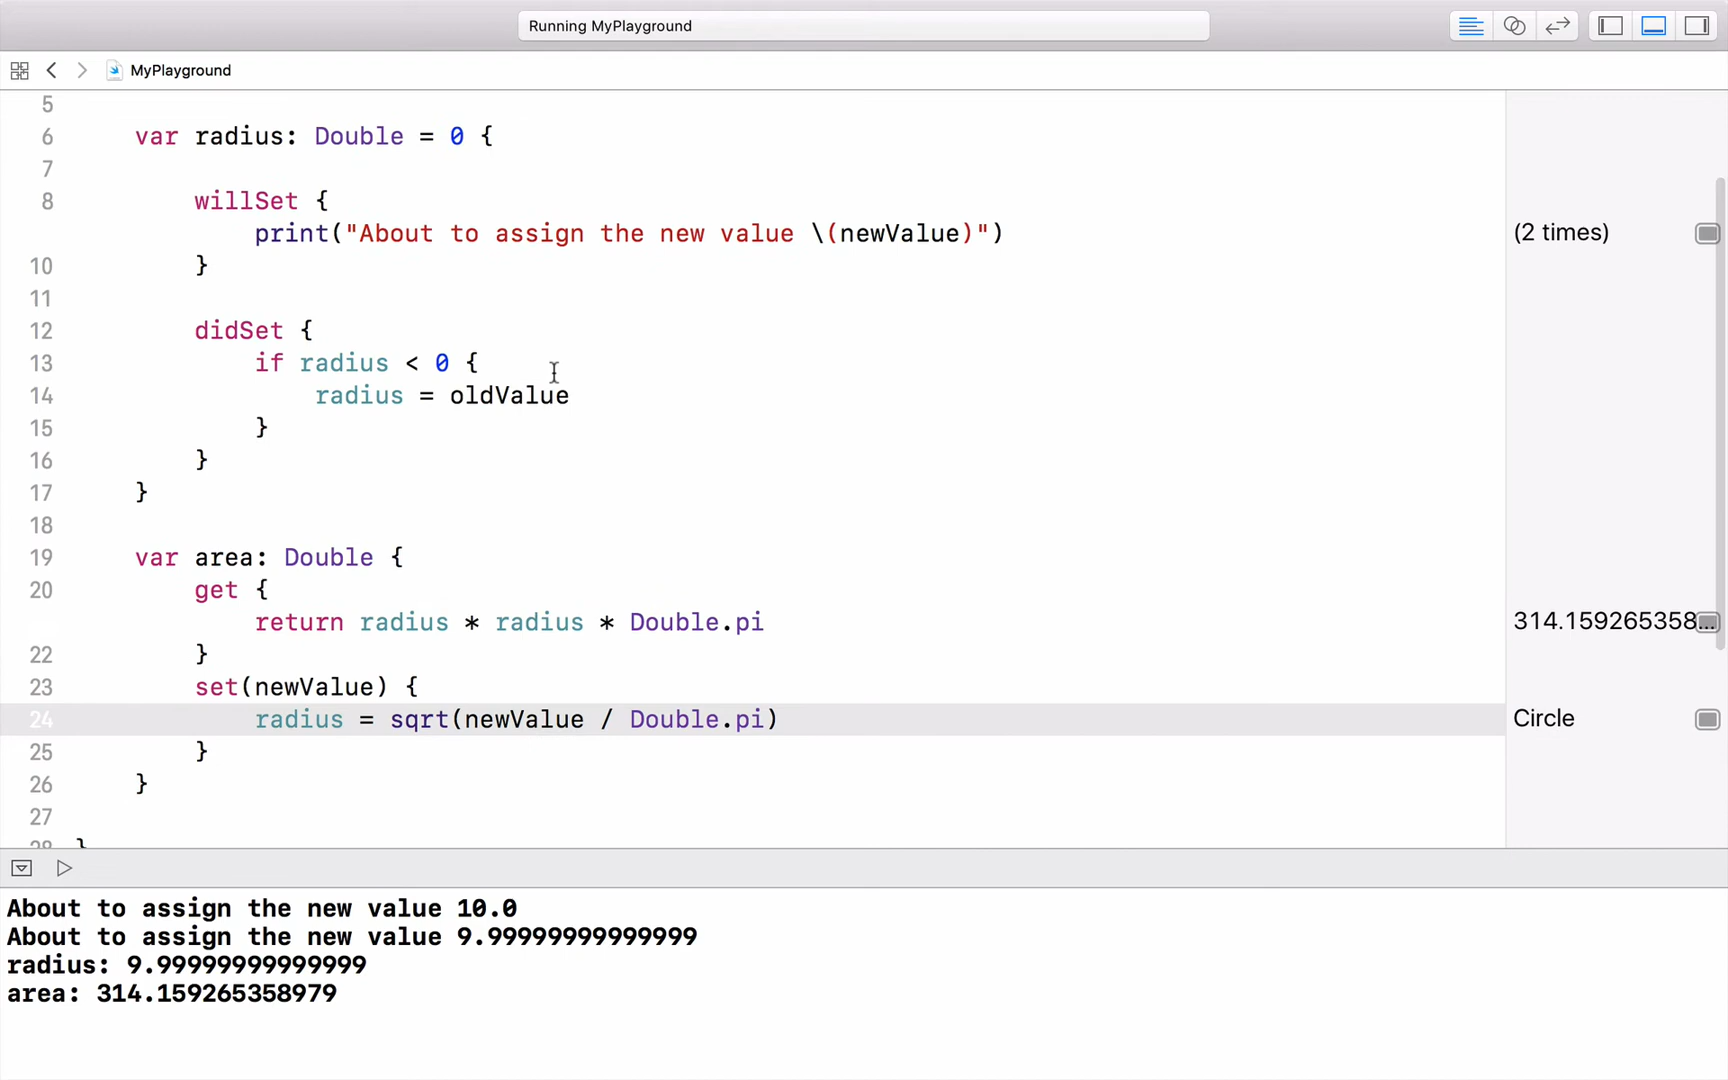 Running MyPlayground
MyPlayground
5
6 var radius: Double = 0 {
7
8 willSet {
print("About to assign the new value \(newValue)") (2 times)
10 }
11
12 didSet {
13 if radius < 0 {
14 radius = oldValue
15 }
16 }
17 }
18
19 var area: Double {
20 get {
return radius * radius * Double.pi 314.159265358...
22 }
23 set(newValue) {
24 radius = sqrt(newValue / Double.pi) Circle
25 }
26 }
27
28 }
About to assign the new value 10.0
About to assign the new value 9.99999999999999
radius: 9.99999999999999
area: 314.159265358979